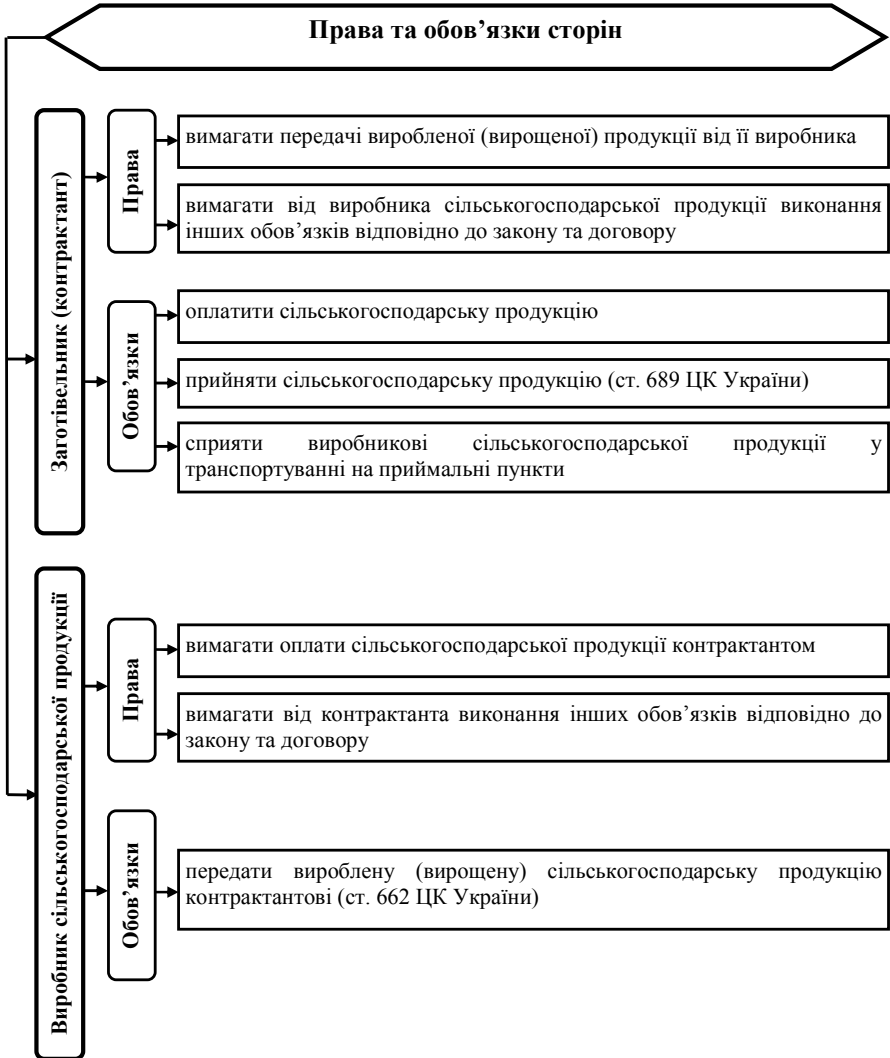 Права та обов’язки сторін
Заготівельник (контрактант)
Права
вимагати передачі виробленої (вирощеної) продукції від її виробника
вимагати від виробника сільськогосподарської продукції виконання
інших обов’язків відповідно до закону та договору
Обов’язки
оплатити сільськогосподарську продукцію
прийняти сільськогосподарську продукцію (ст. 689 ЦК України)
сприяти виробникові сільськогосподарської продукції у
транспортуванні на приймальні пункти
Виробник сільськогосподарської продукції
Права
вимагати оплати сільськогосподарської продукції контрактантом
вимагати від контрактанта виконання інших обов’язків відповідно до
закону та договору
Обов’язки
передати вироблену (вирощену) сільськогосподарську продукцію
контрактантові (ст. 662 ЦК України)